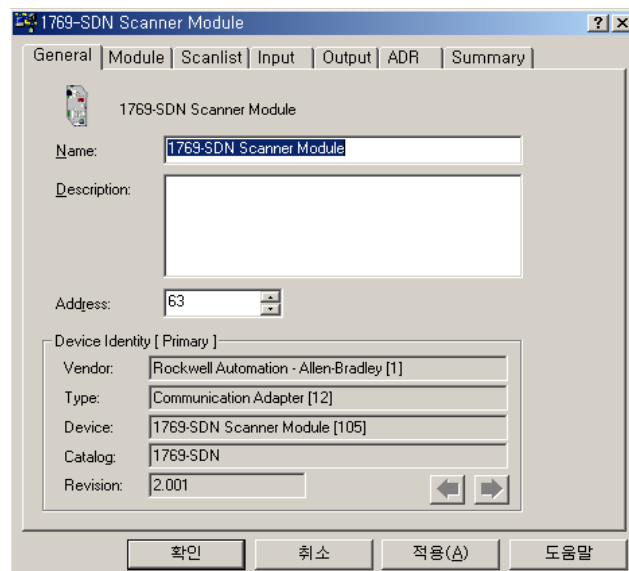 1769-SDN Scanner Module
General Module Scanlist Input Output ADR Summary
1769-SDN Scanner Module
Name: 1769-SDN Scanner Module
Description:
Address: 63
Device Identity [ Primary ]
Vendor: Rockwell Automation - Allen-Bradley [1]
Type: Communication Adapter [12]
Device: 1769-SDN Scanner Module [105]
Catalog: 1769-SDN
Revision: 2.001
확인 취소 적용(A) 도움말